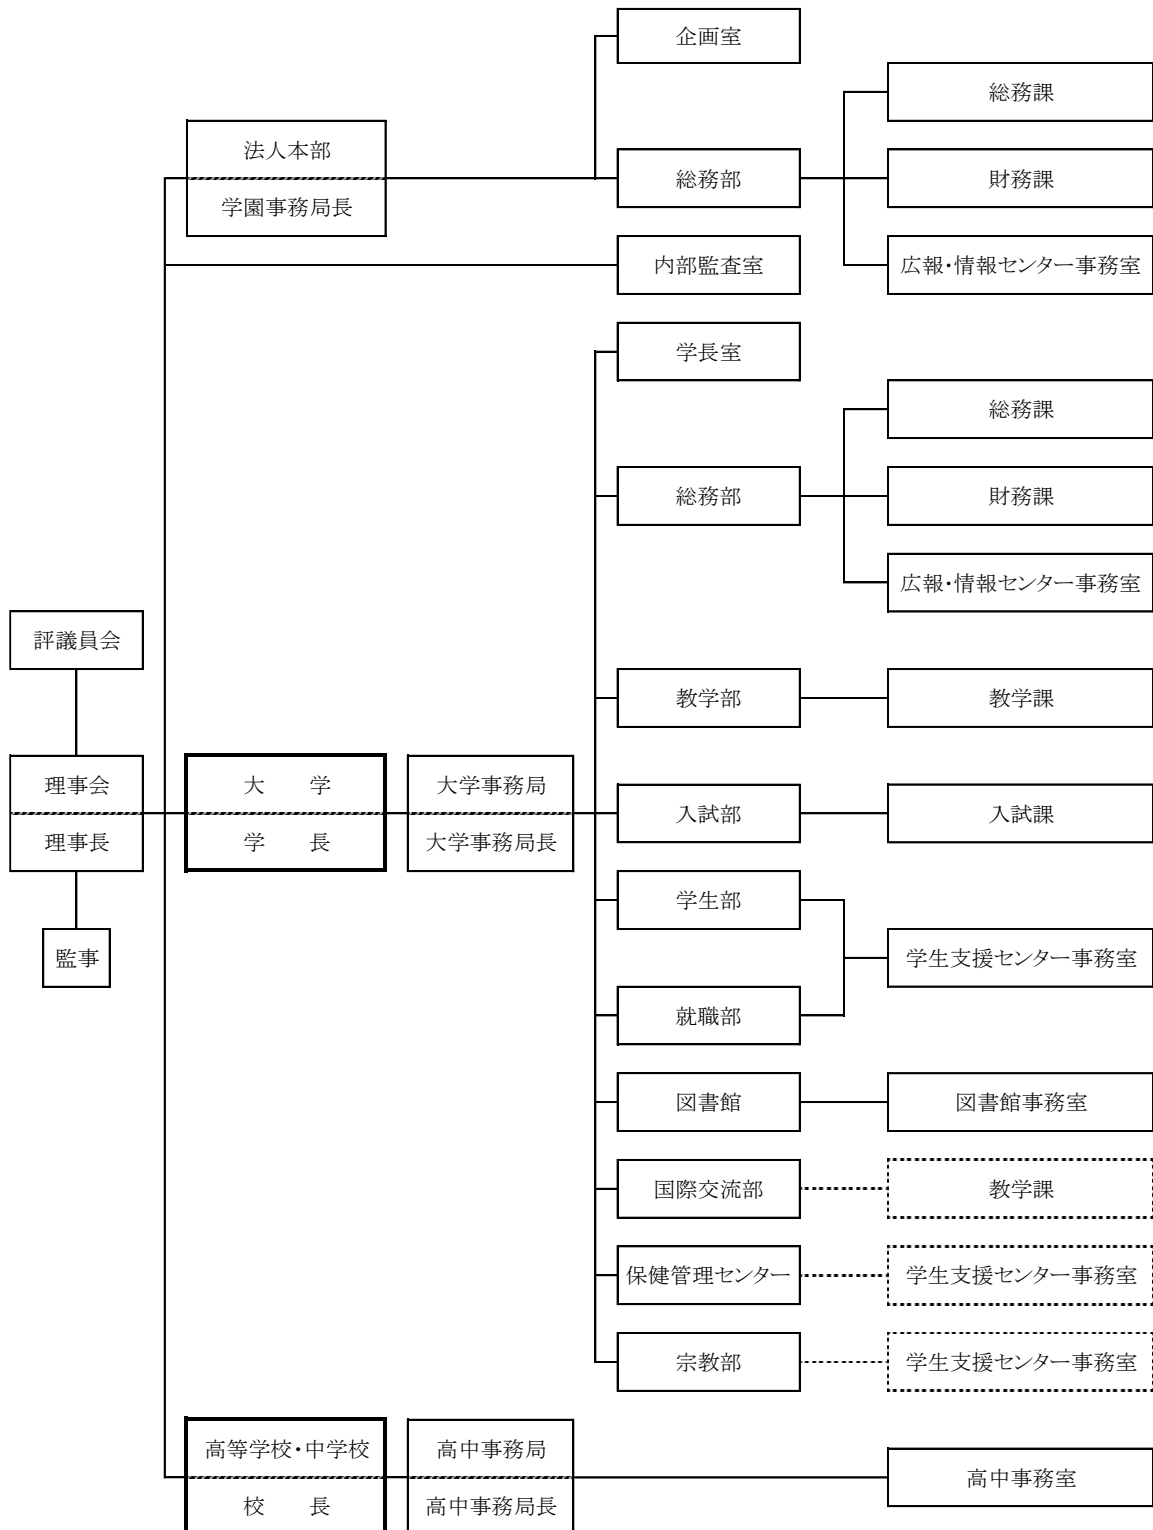 企画室
総務課
法人本部
学園事務局長
総務部
財務課
内部監査室
広報・情報センター事務室
学長室
総務課
総務部
財務課
広報・情報センター事務室
評議員会
教学部
教学課
理事会
理事長
大　　学
学　　長
大学事務局
大学事務局長
入試部
入試課
学生部
監事
学生支援センター事務室
就職部
図書館
図書館事務室
国際交流部
教学課
保健管理センター
学生支援センター事務室
宗教部
学生支援センター事務室
高等学校・中学校
校　　長
高中事務局
高中事務局長
高中事務室